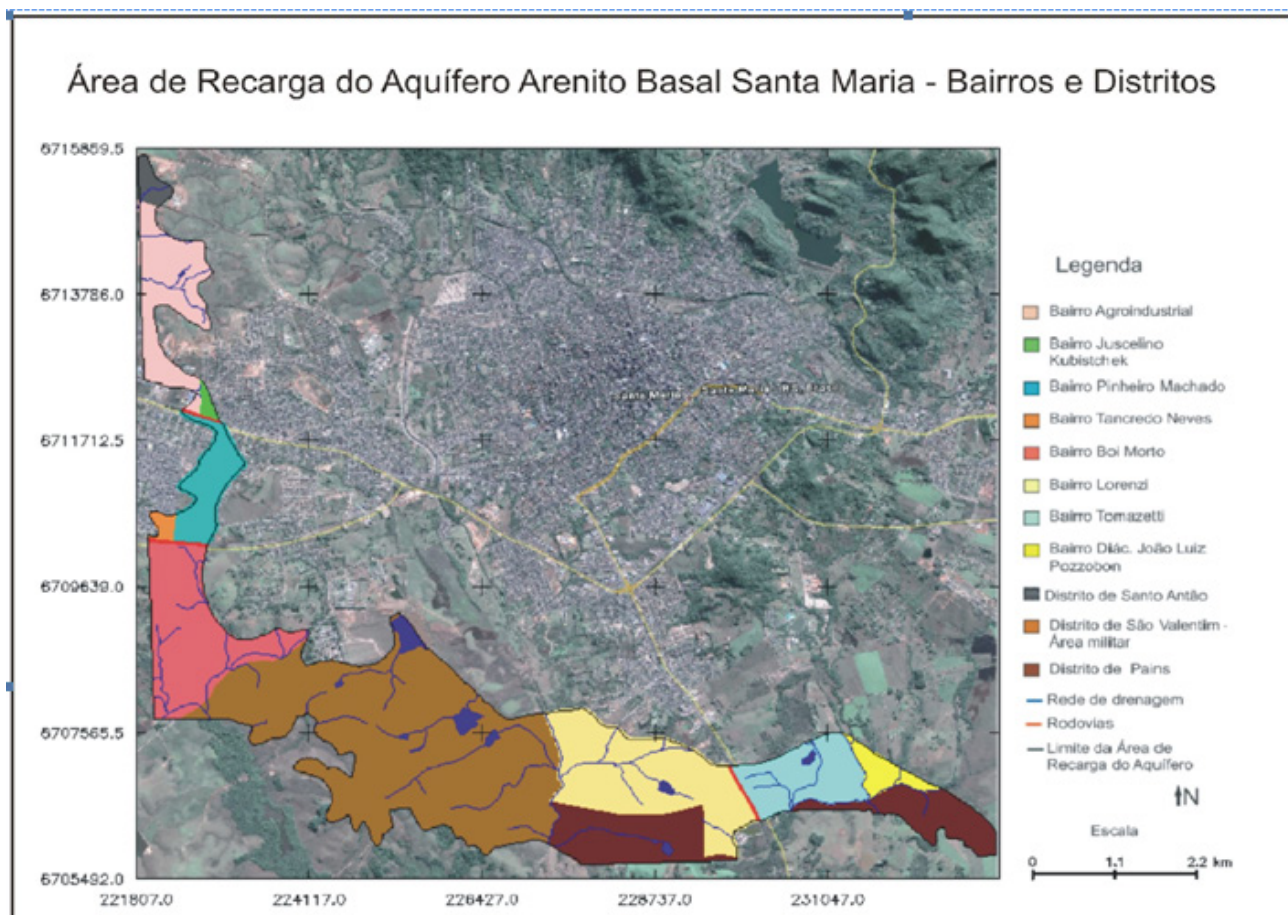 Área de Recarga do Aquífero Arenito Basal Santa Maria - Bairros e Distritos
6715859.5
6713786.0
6711712.5
6709639.0
6707565.5
6705492.0
221807.0
224117.0
226427.0
228737.0
231047.0
Santa Maria
Santa Maria
Legenda
Bairro Agroindustrial
Bairro Juscelino
Kubistchek
Bairro Pinheiro Machado
Bairro Tancredo Neves
Bairro Boi Morto
Bairro Lorenzi
Bairro Tomazetti
Bairro Diác. João Luiz
Pozzobon
Distrito de Santo Antão
Distrito de São Valentim -
Área militar
Distrito de Pains
Rede de drenagem
Rodovias
Limite da Área de
Recarga do Aquífero
N
Escala
0 1.1 2.2 km